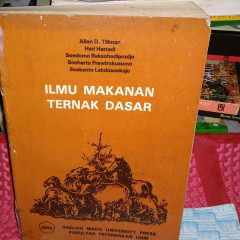 Allen D. Tillman
Hari Hartadi
Soedomo Reksohadiprodjo
Soeharto Prawirokusumo
Soekanto Lebdosoekojo
ILMU MAKANAN
TERNAK DASAR
GADJAH MADA UNIVERSITY PRESS
FAKULTAS PETERNAKAN UGM